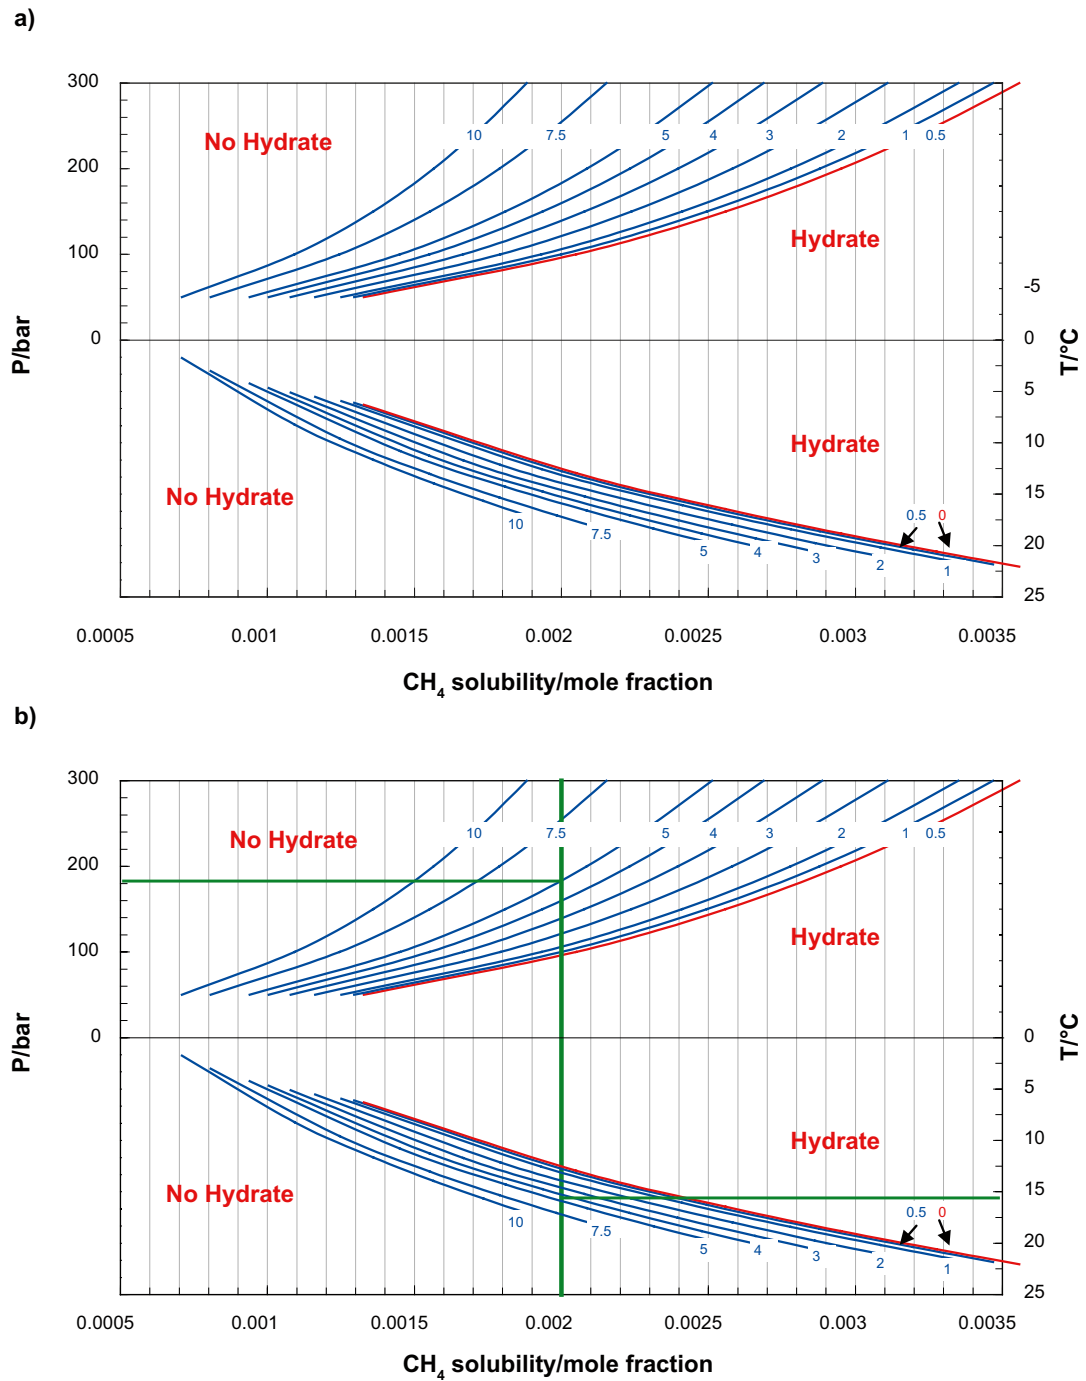 a)
300
200
100
0
P/bar
No Hydrate
10 7.5 5 4 3 2 1 0.5
Hydrate
-5
0
5
10
15
20
25
T/°C
Hydrate
No Hydrate
0.5 0
10 7.5 5 4 3 2 1
0.0005 0.001 0.0015 0.002 0.0025 0.003 0.0035
CH4 solubility/mole fraction
b)
300
200
100
0
P/bar
No Hydrate
10 7.5 5 4 3 2 1 0.5
Hydrate
0
5
10
15
20
25
T/°C
Hydrate
No Hydrate
0.5 0
10 7.5 5 4 3 2 1
0.0005 0.001 0.0015 0.002 0.0025 0.003 0.0035
CH4 solubility/mole fraction